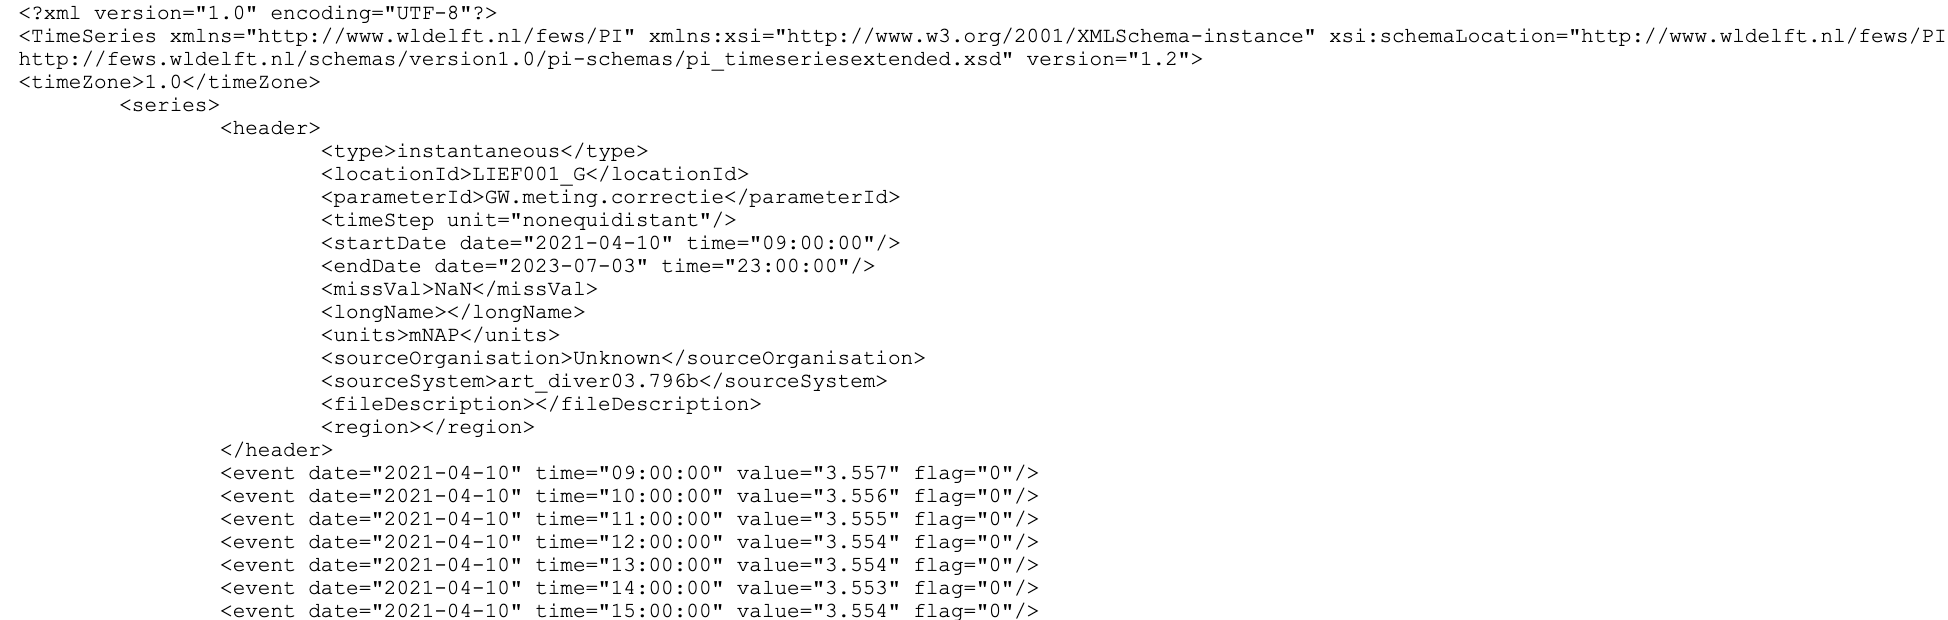 <?xml version="1.0" encoding="UTF-8"?>
<TimeSeries xmlns="http://www.wldelft.nl/fews/PI" xmlns:xsi="http://www.w3.org/2001/XMLSchema-instance" xsi:schemaLocation="http://www.wldelft.nl/fews/PI
http://fews.wldelft.nl/schemas/version1.0/pi-schemas/pi_timeseriesextended.xsd" version="1.2">
<timeZone>1.0</timeZone>
<series>
<header>
<type>instantaneous</type>
<locationId>LIEF001_G</locationId>
<parameterId>GW.meting.correctie</parameterId>
<timeStep unit="nonequidistant"/>
<startDate date="2021-04-10" time="09:00:00"/>
<endDate date="2023-07-03" time="23:00:00"/>
<missVal>NaN</missVal>
<longName></longName>
<units>mNAP</units>
<sourceOrganisation>Unknown</sourceOrganisation>
<sourceSystem>art_diver03.796b</sourceSystem>
<fileDescription></fileDescription>
<region></region>
</header>
<event date="2021-04-10" time="09:00:00" value="3.557" flag="0"/>
<event date="2021-04-10" time="10:00:00" value="3.556" flag="0"/>
<event date="2021-04-10" time="11:00:00" value="3.555" flag="0"/>
<event date="2021-04-10" time="12:00:00" value="3.554" flag="0"/>
<event date="2021-04-10" time="13:00:00" value="3.554" flag="0"/>
<event date="2021-04-10" time="14:00:00" value="3.553" flag="0"/>
<event date="2021-04-10" time="15:00:00" value="3.554" flag="0"/>